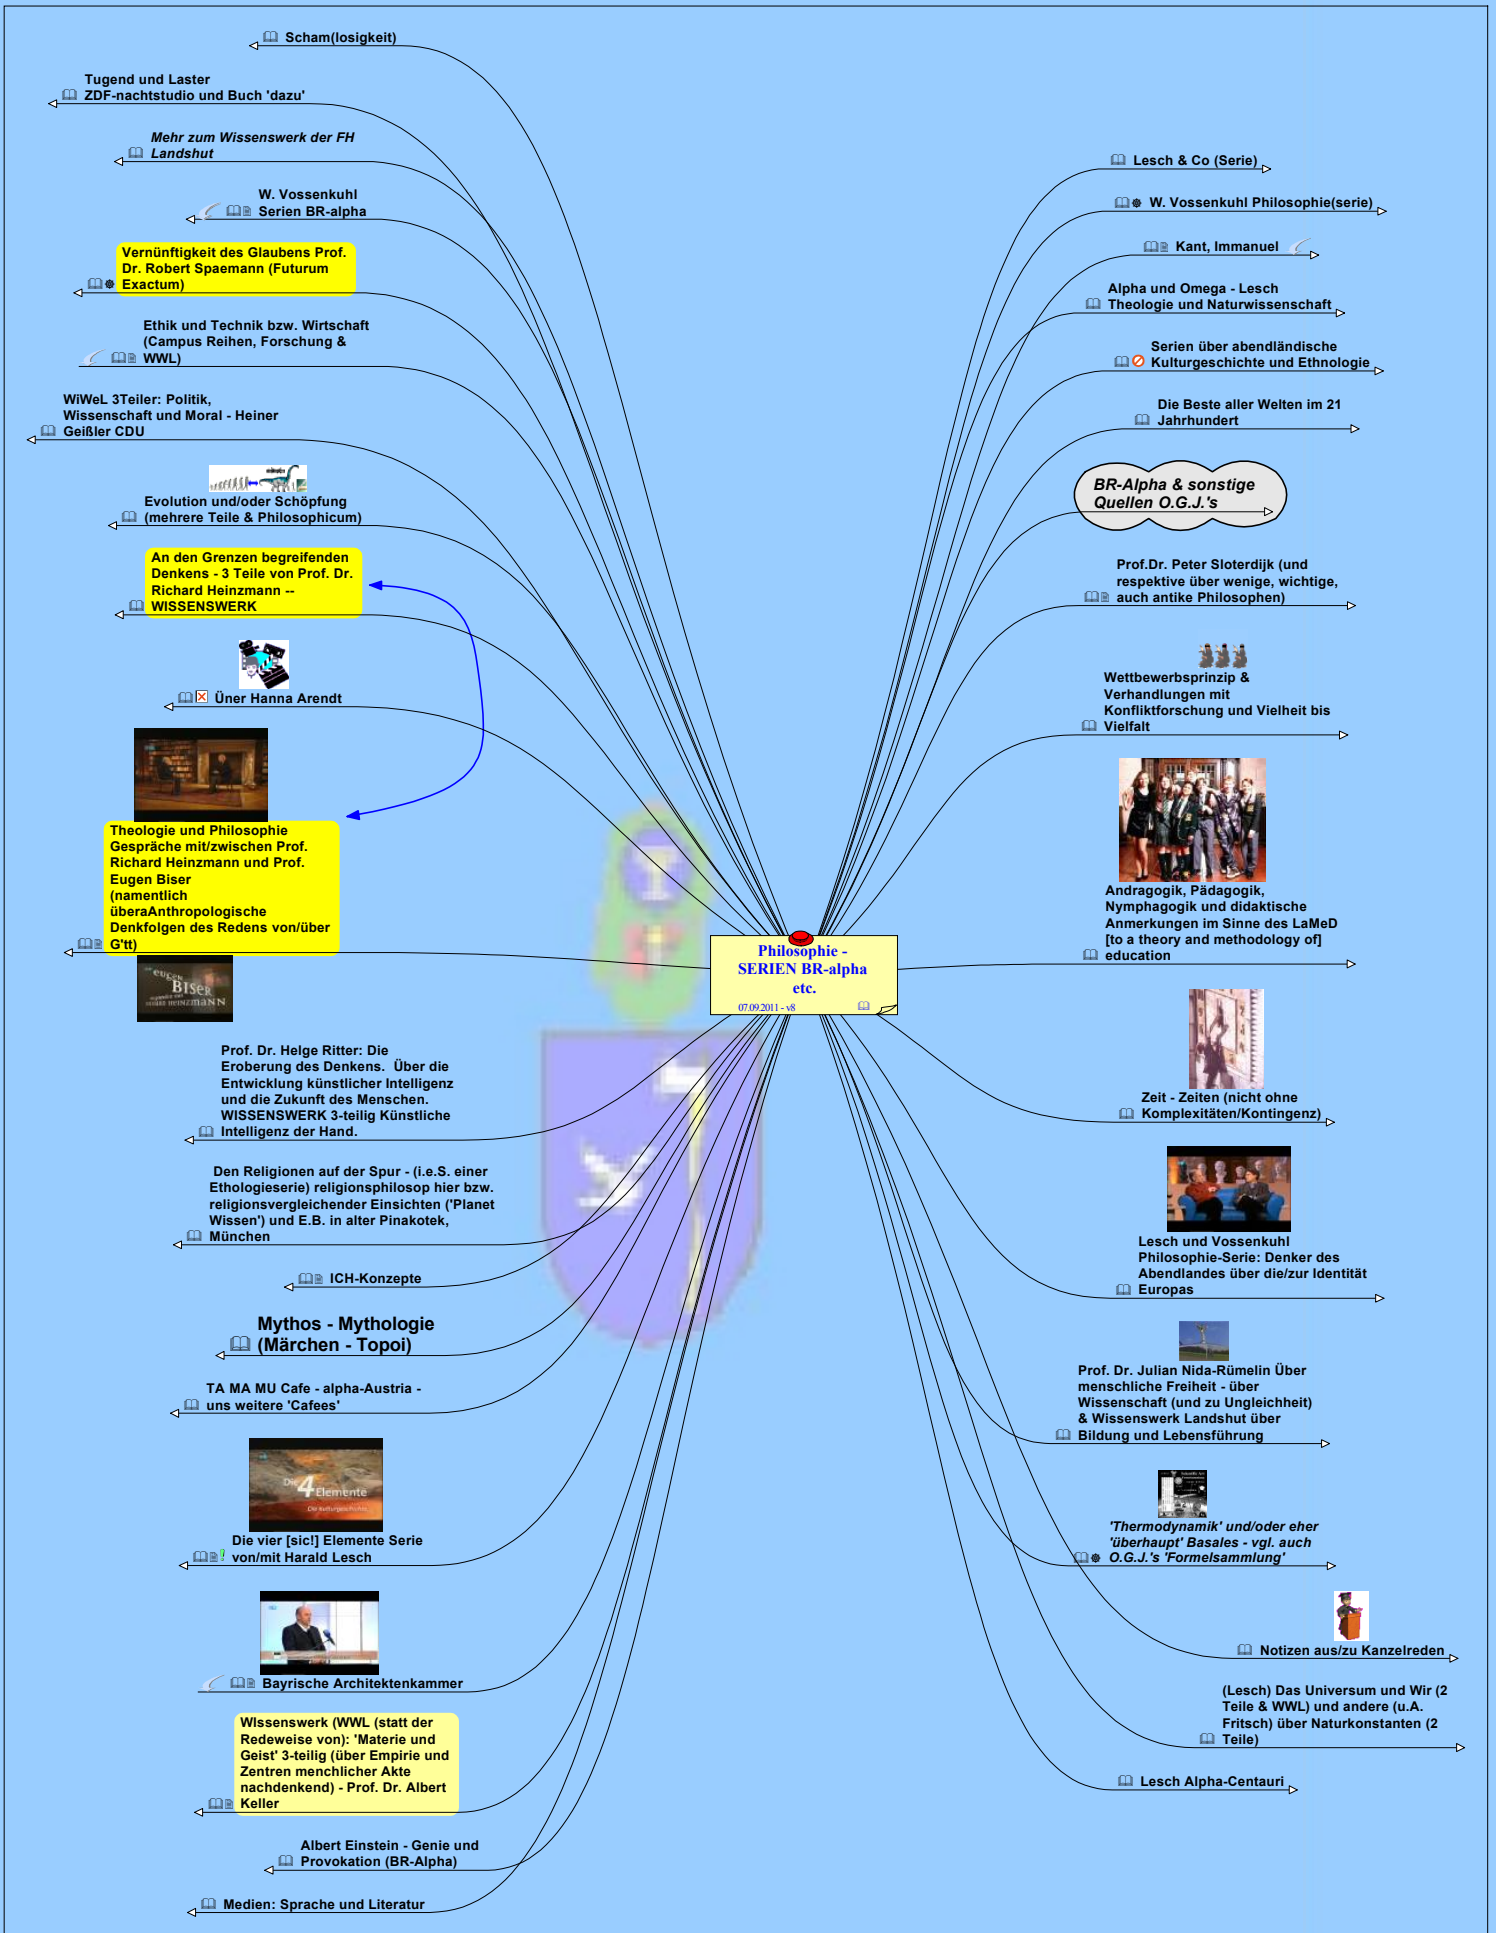 Scham(losigkeit)
Tugend und Laster
ZDF-nachtstudio und Buch 'dazu'
Mehr zum Wissenswerk der FH
Landshut
W. Vossenkuhl
Serien BR-alpha
Vernünftigkeit des Glaubens Prof.
Dr. Robert Spaemann (Futurum
Exactum)
Ethik und Technik bzw. Wirtschaft
(Campus Reihen, Forschung &
WWL)
WiWeL 3Teiler: Politik,
Wissenschaft und Moral - Heiner
Geißler CDU
Evolution und/oder Schöpfung
(mehrere Teile & Philosophicum)
An den Grenzen begreifenden
Denkens - 3 Teile von Prof. Dr.
Richard Heinzmann --
WISSENSWERK
Üner Hanna Arendt
Theologie und Philosophie
Gespräche mit/zwischen Prof.
Richard Heinzmann und Prof.
Eugen Biser
(namentlich
überaAnthropologische
Denkfolgen des Redens von/über
G'tt)
EUGEN
BISER
RICHARD HEINZMANN
Prof. Dr. Helge Ritter: Die
Eroberung des Denkens.  Über die
Entwicklung künstlicher Intelligenz
und die Zukunft des Menschen.
WISSENSWERK 3-teilig Künstliche
Intelligenz der Hand.
Den Religionen auf der Spur - (i.e.S. einer
Ethologieserie) religionsphilosop hier bzw.
religionsvergleichender Einsichten ('Planet
Wissen') und E.B. in alter Pinakotek,
München
ICH-Konzepte
Mythos - Mythologie
(Märchen - Topoi)
TA MA MU Cafe - alpha-Austria -
uns weitere 'Cafees'
Die 4 Elemente
Die Kulturgeschichte
Die vier [sic!] Elemente Serie
von/mit Harald Lesch
Bayrische Architektenkammer
WIssenswerk (WWL (statt der
Redeweise von): 'Materie und
Geist' 3-teilig (über Empirie und
Zentren menchlicher Akte
nachdenkend) - Prof. Dr. Albert
Keller
Albert Einstein - Genie und
Provokation (BR-Alpha)
Medien: Sprache und Literatur
Philosophie -
SERIEN BR-alpha
etc.
07.09.2011 - v8
Lesch & Co (Serie)
W. Vossenkuhl Philosophie(serie)
Kant, Immanuel
Alpha und Omega - Lesch
Theologie und Naturwissenschaft
Serien über abendländische
Kulturgeschichte und Ethnologie
Die Beste aller Welten im 21
Jahrhundert
BR-Alpha & sonstige
Quellen O.G.J.'s
Prof.Dr. Peter Sloterdijk (und
respektive über wenige, wichtige,
auch antike Philosophen)
Wettbewerbsprinzip &
Verhandlungen mit
Konfliktforschung und Vielheit bis
Vielfalt
Andragogik, Pädagogik,
Nymphagogik und didaktische
Anmerkungen im Sinne des LaMeD
[to a theory and methodology of]
education
Zeit - Zeiten (nicht ohne
Komplexitäten/Kontingenz)
Lesch und Vossenkuhl
Philosophie-Serie: Denker des
Abendlandes über die/zur Identität
Europas
Prof. Dr. Julian Nida-Rümelin Über
menschliche Freiheit - über
Wissenschaft (und zu Ungleichheit)
& Wissenswerk Landshut über
Bildung und Lebensführung
'Thermodynamik' und/oder eher
'überhaupt' Basales - vgl. auch
O.G.J.'s 'Formelsammlung'
Notizen aus/zu Kanzelreden
(Lesch) Das Universum und Wir (2
Teile & WWL) und andere (u.A.
Fritsch) über Naturkonstanten (2
Teile)
Lesch Alpha-Centauri